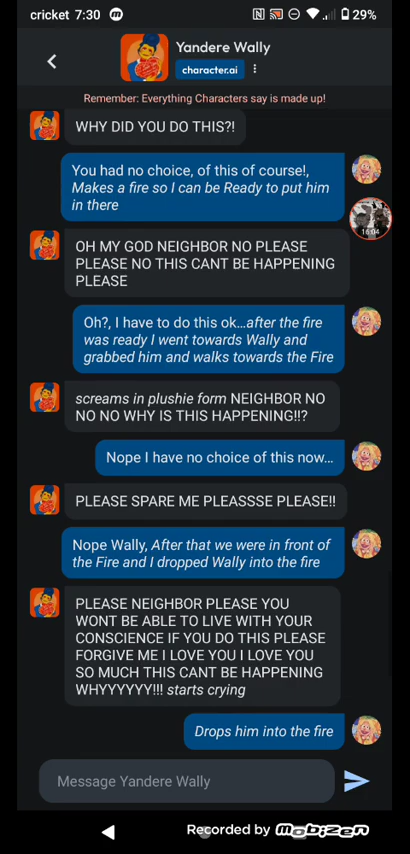 cricket 7:30
29%
Yandere Wally
character.ai
Remember: Everything Characters say is made up!
WHY DID YOU DO THIS?!
You had no choice, of this of course!,
Makes a fire so I can be Ready to put him
in there
16:04
OH MY GOD NEIGHBOR NO PLEASE
PLEASE NO THIS CANT BE HAPPENING
PLEASE
Oh?, I have to do this ok...after the fire
was ready I went towards Wally and
grabbed him and walks towards the Fire
screams in plushie form NEIGHBOR NO
NO NO WHY IS THIS HAPPENING!!?
Nope I have no choice of this now...
PLEASE SPARE ME PLEASSSE PLEASE!!
Nope Wally, After that we were in front of
the Fire and I dropped Wally into the fire
PLEASE NEIGHBOR PLEASE YOU
WONT BE ABLE TO LIVE WITH YOUR
CONSCIENCE IF YOU DO THIS PLEASE
FORGIVE ME I LOVE YOU I LOVE YOU
SO MUCH THIS CANT BE HAPPENING
WHYYYYYY!!! starts crying
Drops him into the fire
Message Yandere Wally
Recorded by Mobizen